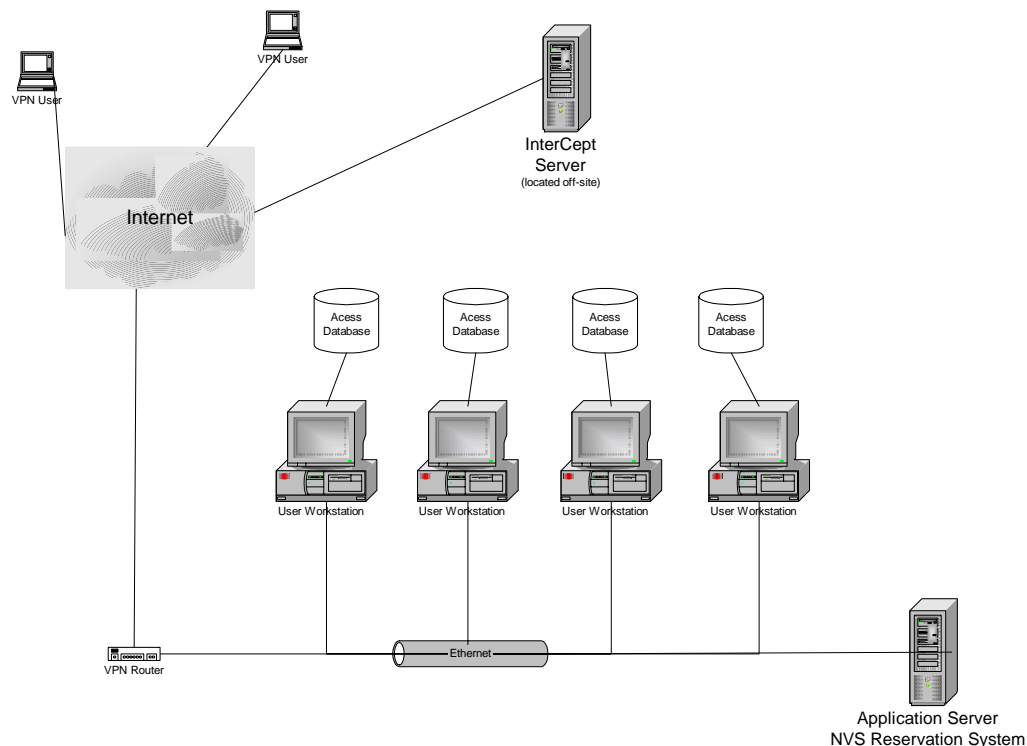 VPN User
VPN User
InterCept
Server
(located off-site)
Internet
Acess
Database
Acess
Database
Acess
Database
Acess
Database
User Workstation
User Workstation
User Workstation
User Workstation
Ethernet
VPN Router
Application Server
NVS Reservation System